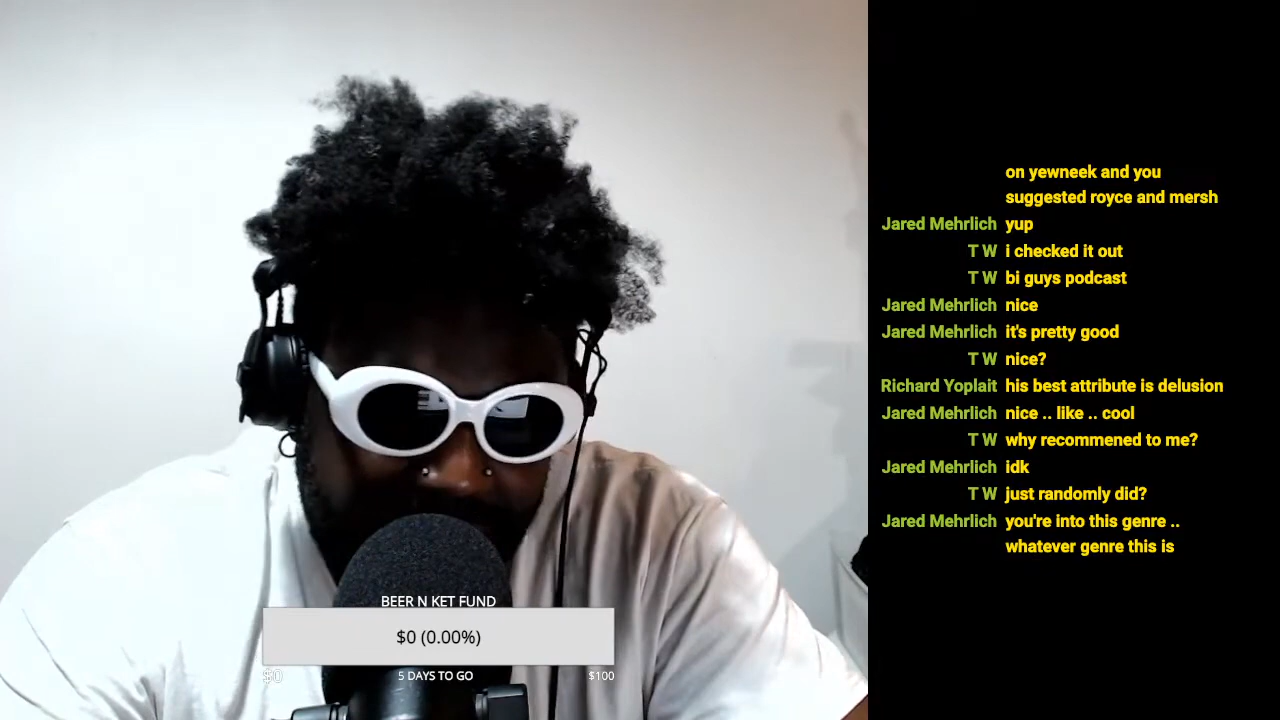 on yewneek and you
suggested royce and mersh
Jared Mehrlich yup
T W i checked it out
T W bi guys podcast
Jared Mehrlich nice
Jared Mehrlich it's pretty good
T W nice?
Richard Yoplait his best attribute is delusion
Jared Mehrlich nice .. like .. cool
T W why recommened to me?
Jared Mehrlich idk
T W just randomly did?
Jared Mehrlich you're into this genre ..
whatever genre this is
BEER N KET FUND
$0 (0.00%)
$0 5 DAYS TO GO $100